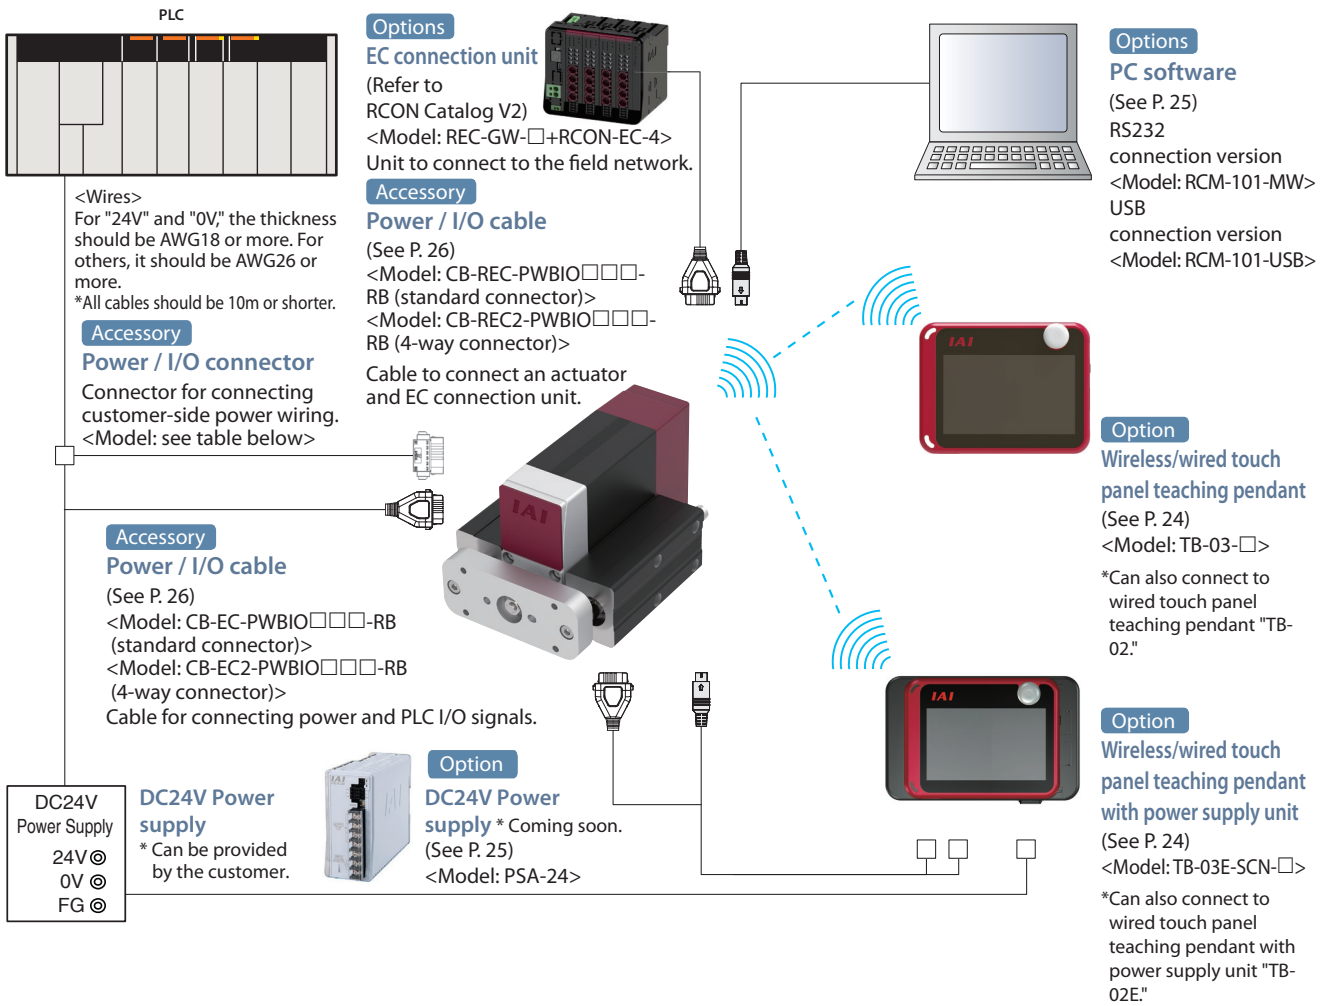 PLC
<Wires>
For "24V" and "0V," the thickness
should be AWG18 or more. For
others, it should be AWG26 or
more.
*All cables should be 10m or shorter.
Accessory
Power / I/O connector
Connector for connecting
customer-side power wiring.
<Model: see table below>
Options
EC connection unit
(Refer to
RCON Catalog V2)
<Model: REC-GW-□+RCON-EC-4>
Unit to connect to the field network.
Accessory
Power / I/O cable
(See P. 26)
<Model: CB-REC-PWBIO□□□-
RB (standard connector)>
<Model: CB-REC2-PWBIO□□□-
RB (4-way connector)>
Cable to connect an actuator
and EC connection unit.
Options
PC software
(See P. 25)
RS232
connection version
<Model: RCM-101-MW>
USB
connection version
<Model: RCM-101-USB>
IAI
IAI
Option
Wireless/wired touch
panel teaching pendant
(See P. 24)
<Model: TB-03-□>
*Can also connect to
wired touch panel
teaching pendant "TB-
02."
Accessory
Power / I/O cable
(See P. 26)
<Model: CB-EC-PWBIO□□□-RB
(standard connector)>
<Model: CB-EC2-PWBIO□□□-RB
(4-way connector)>
Cable for connecting power and PLC I/O signals.
IAI
Option
Wireless/wired touch
panel teaching pendant
with power supply unit
(See P. 24)
<Model: TB-03E-SCN-□>
*Can also connect to
wired touch panel
teaching pendant with
power supply unit "TB-
02E."
DC24V
Power Supply
24V
0V
FG
DC24V Power
supply
* Can be provided
by the customer.
IAI
Option
DC24V Power
supply * Coming soon.
(See P. 25)
<Model: PSA-24>